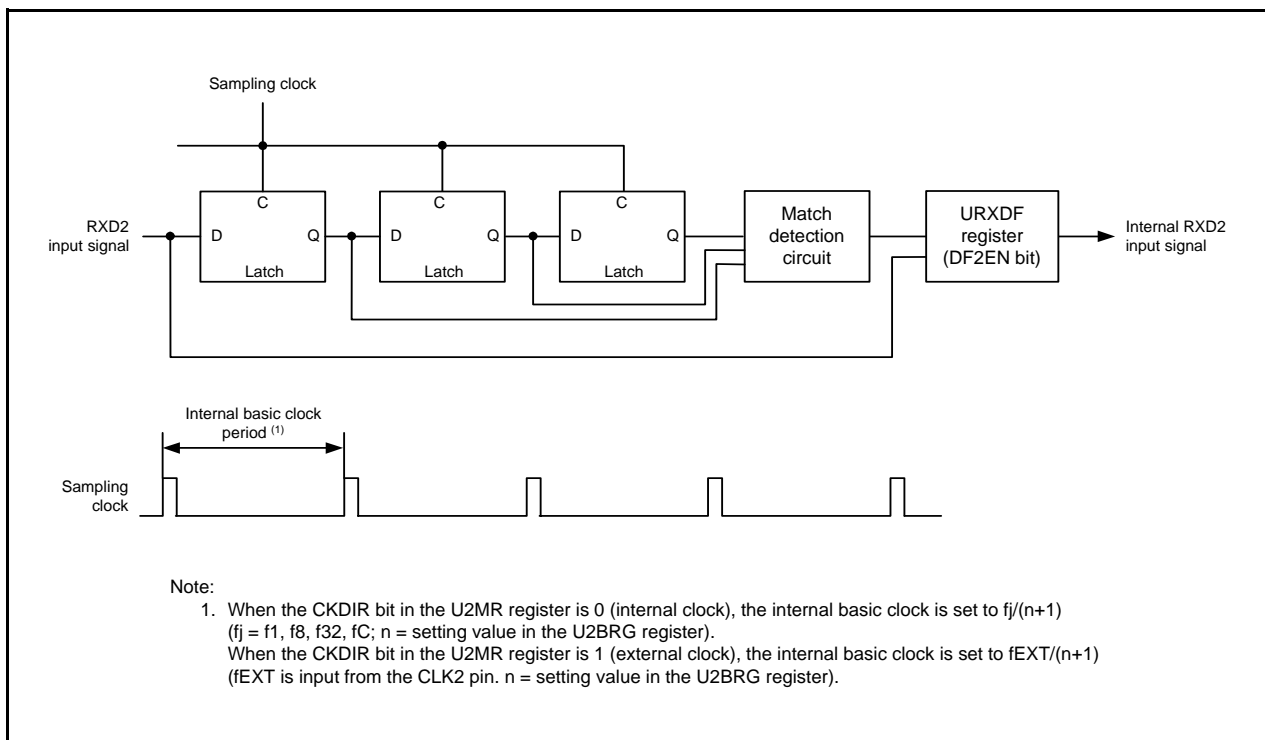 Sampling clock
RXD2
input signal
C
D
Q
Latch
C
D
Q
Latch
C
D
Q
Latch
Match
detection
circuit
URXDF
register
(DF2EN bit)
Internal RXD2
input signal
Internal basic clock
period (1)
Sampling
clock
Note:
1. When the CKDIR bit in the U2MR register is 0 (internal clock), the internal basic clock is set to fj/(n+1)
(fj = f1, f8, f32, fC; n = setting value in the U2BRG register).
When the CKDIR bit in the U2MR register is 1 (external clock), the internal basic clock is set to fEXT/(n+1)
(fEXT is input from the CLK2 pin. n = setting value in the U2BRG register).